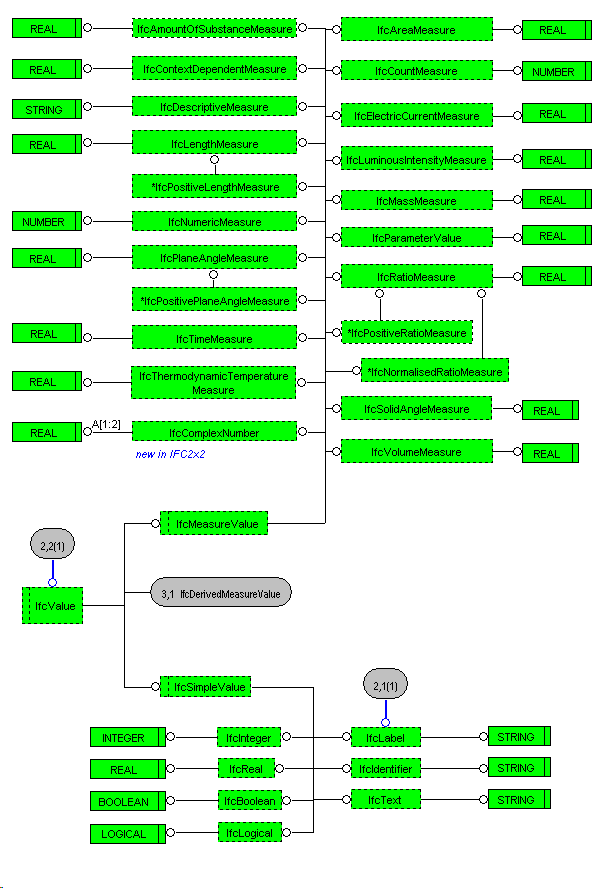 REAL IfcAmountOfSubstanceMeasure IfcAreaMeasure REAL
REAL IfcContextDependentMeasure IfcCountMeasure NUMBER
STRING IfcDescriptiveMeasure IfcElectricCurrentMeasure REAL
REAL IfcLengthMeasure IfcLuminousIntensityMeasure REAL
*IfcPositiveLengthMeasure IfcMassMeasure REAL
NUMBER IfcNumericMeasure IfcParameterValue REAL
REAL IfcPlaneAngleMeasure IfcRatioMeasure REAL
*IfcPositivePlaneAngleMeasure
REAL IfcTimeMeasure *IfcPositiveRatioMeasure
REAL IfcThermodynamicTemperature
Measure
*IfcNormalisedRatioMeasure
IfcSolidAngleMeasure REAL
REAL A[1:2] IfcComplexNumber
new in IFC2x2
IfcVolumeMeasure REAL
IfcMeasureValue
2,2(1)
IfcValue
3,1 IfcDerivedMeasureValue
IfcSimpleValue
2,1(1)
INTEGER IfcInteger IfcLabel STRING
REAL IfcReal IfcIdentifier STRING
BOOLEAN IfcBoolean IfcText STRING
LOGICAL IfcLogical